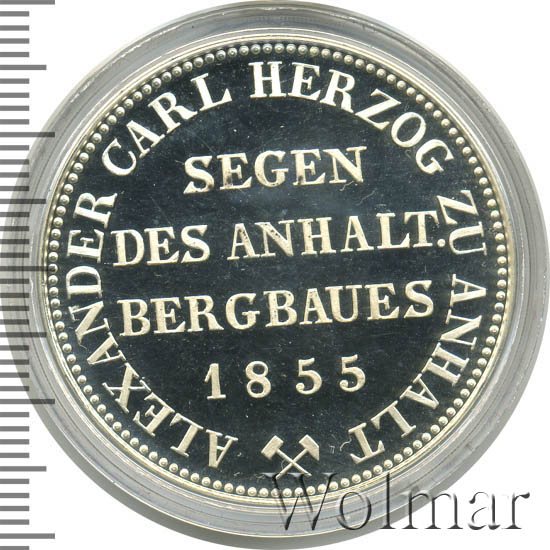 ALEXANDER CARL HERZOG ZU ANHALT
SEGEN
DES ANHALT.
BERGBAUES
1855
Wolmar